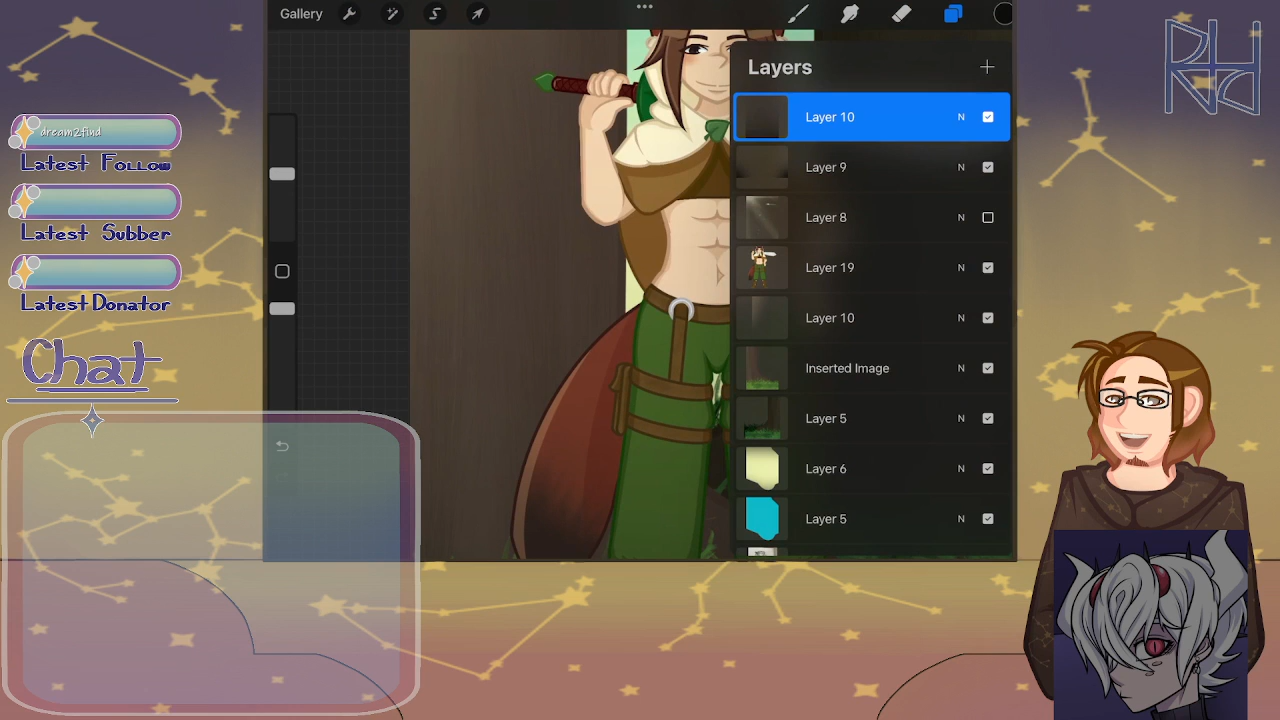 Gallery
Layers
Layer 10 N
Layer 9 N
Layer 8 N
Layer 19 N
Layer 10 N
Inserted Image N
Layer 5 N
Layer 6 N
Layer 5 N
dream2find
Latest Follow
Latest Subber
Latest Donator
Chat